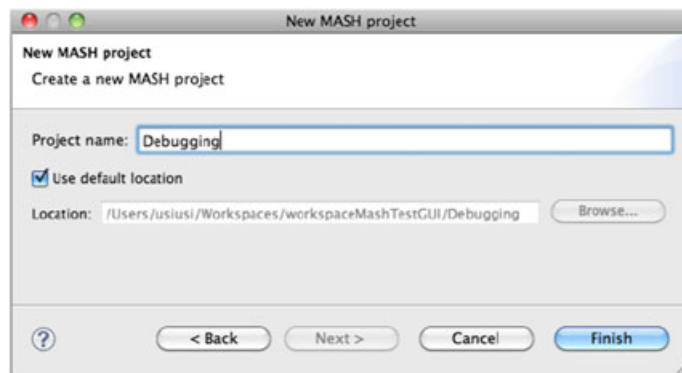 New MASH project
New MASH project
Create a new MASH project
Project name: Debugging
Use default location
Location: /Users/usiusi/Workspaces/workspaceMashTestGUI/Debugging Browse...
? < Back Next > Cancel Finish